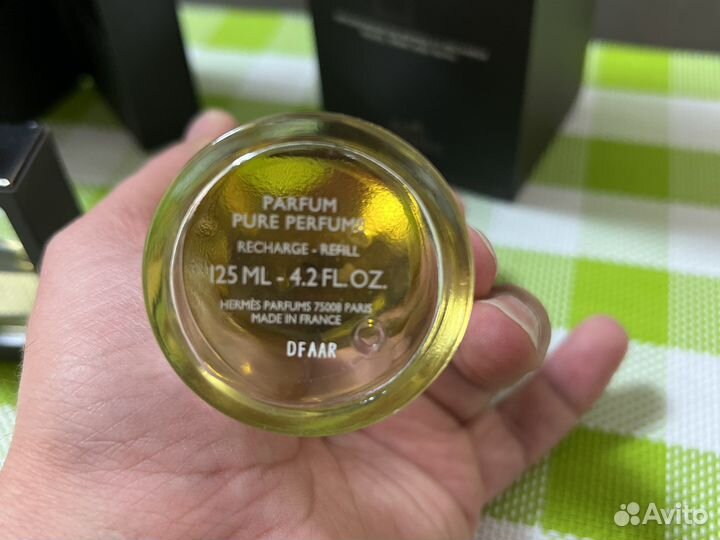 PARFUM
PURE PERFUME
RECHARGE - REFILL
125 ML - 4.2 FL. OZ.
HERMÈS PARFUMS 75008 PARIS
MADE IN FRANCE
DFAAR
Avito